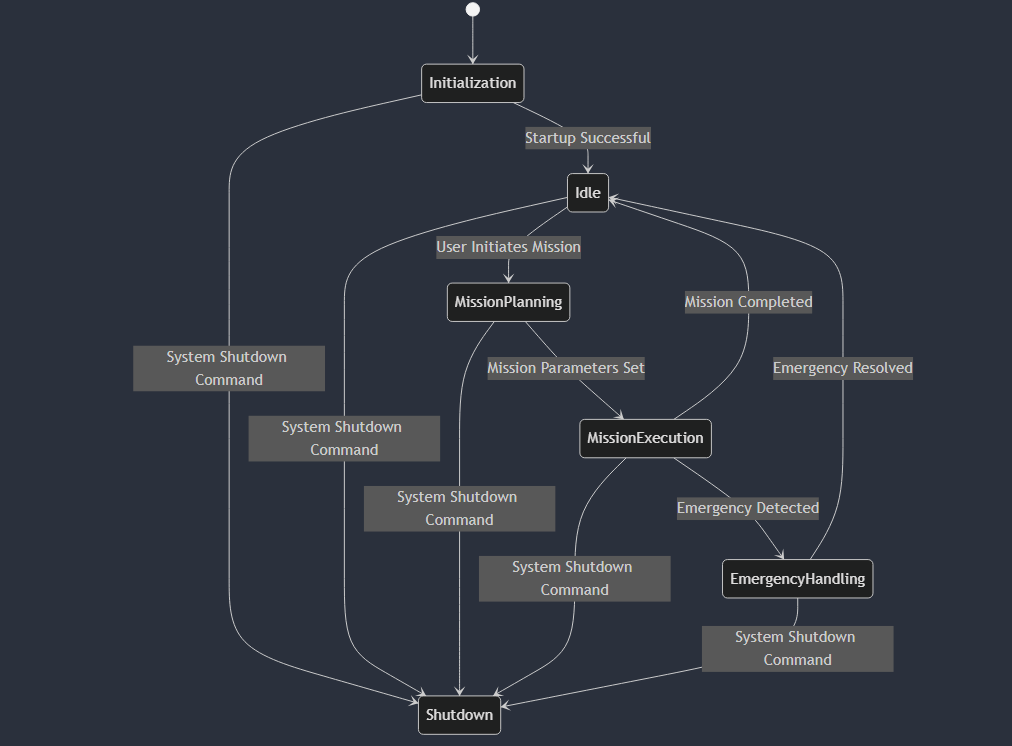 Initialization
Startup Successful
Idle
User Initiates Mission
MissionPlanning
Mission Completed
System Shutdown
Command
Mission Parameters Set
Emergency Resolved
System Shutdown
Command
MissionExecution
System Shutdown
Command
Emergency Detected
System Shutdown
Command
EmergencyHandling
System Shutdown
Command
Shutdown